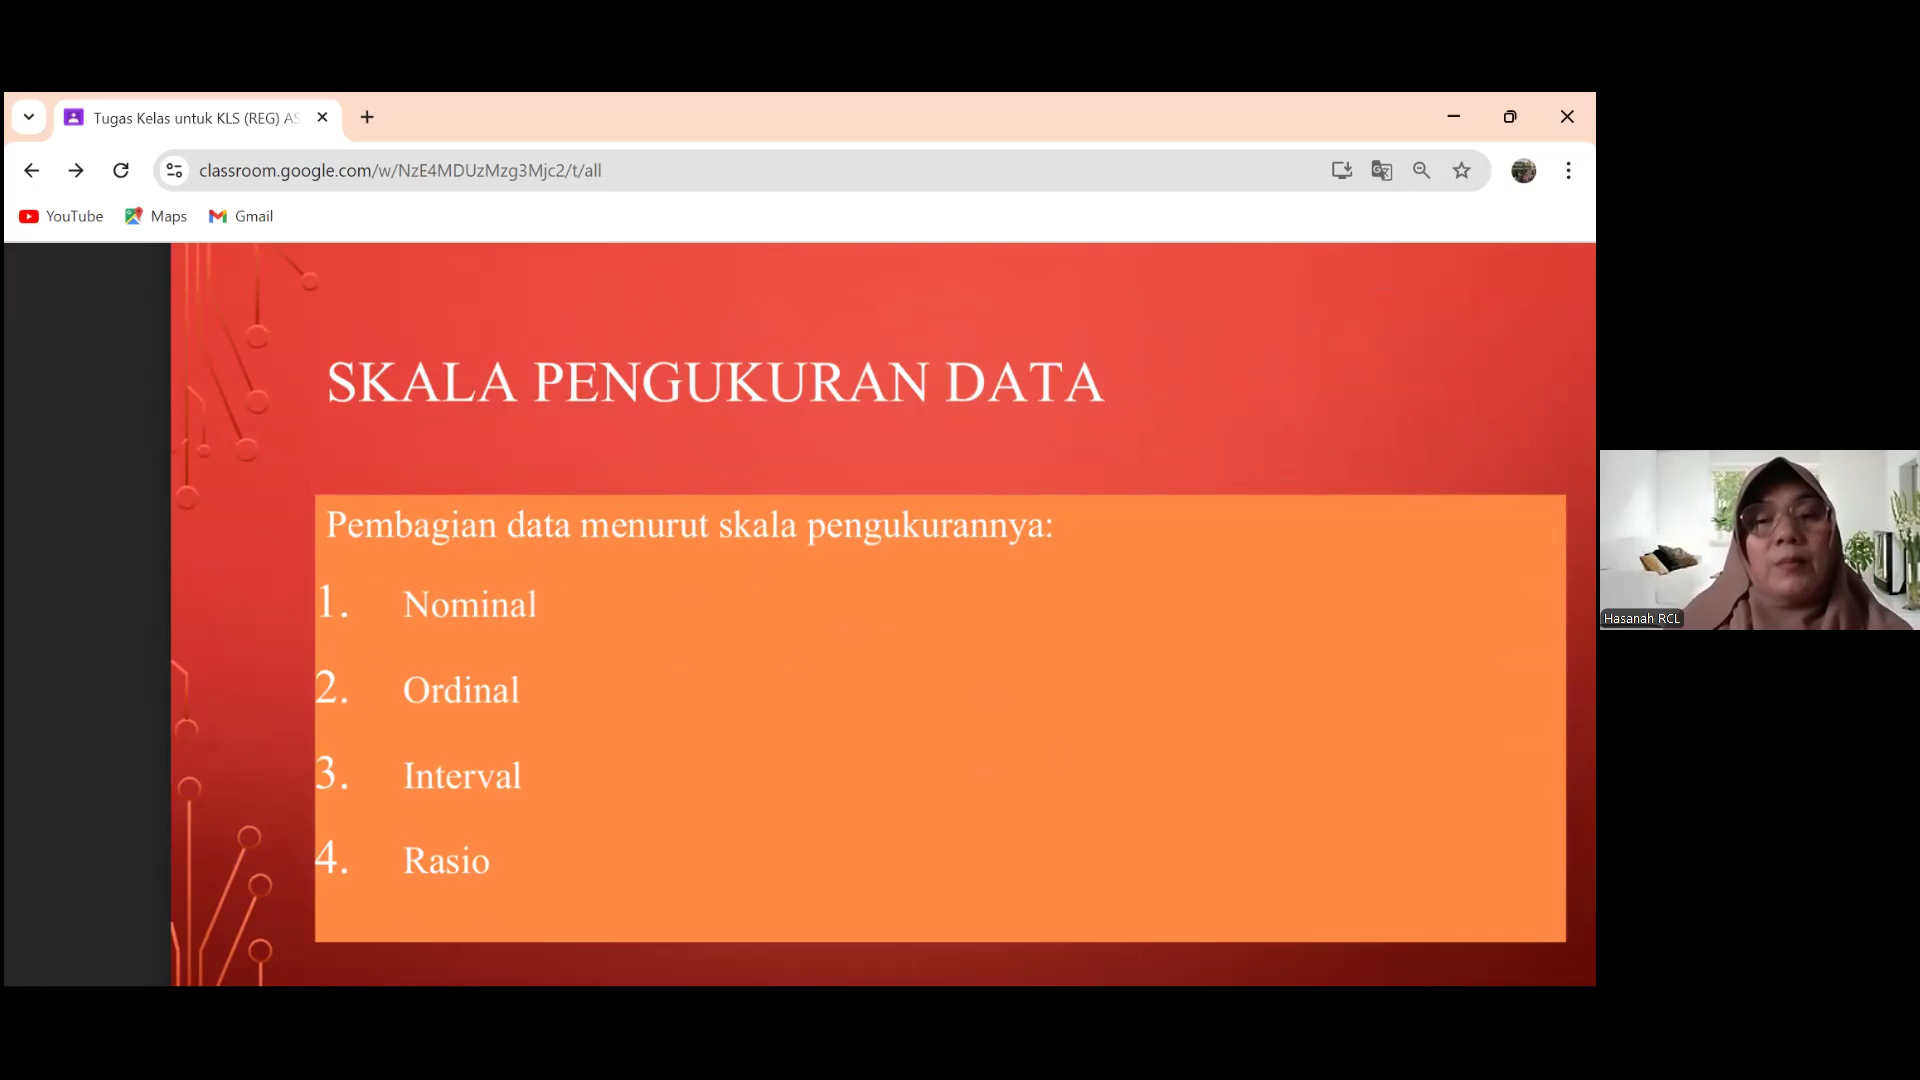 Tugas Kelas untuk KLS (REG) AS
classroom.google.com/w/NzE4MDUzMzg3Mjc2/t/all
YouTube Maps Gmail
SKALA PENGUKURAN DATA
Pembagian data menurut skala pengukurannya:
1. Nominal
2. Ordinal
3. Interval
4. Rasio
Hasanah RCL